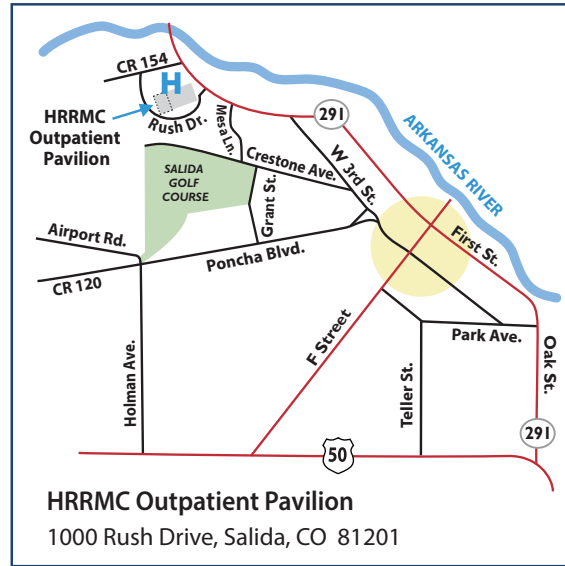 CR 154
H
HRRMC
Outpatient
Pavilion
Rush Dr.
Mesa Ln.
291
ARKANSAS RIVER
W 3rd St.
Crestone Ave.
SALIDA
GOLF
COURSE
Grant St.
Airport Rd.
First St.
Poncha Blvd.
CR 120
F Street
Park Ave.
Holman Ave.
Teller St.
Oak St.
291
50
HRRMC Outpatient Pavilion
1000 Rush Drive, Salida, CO 81201